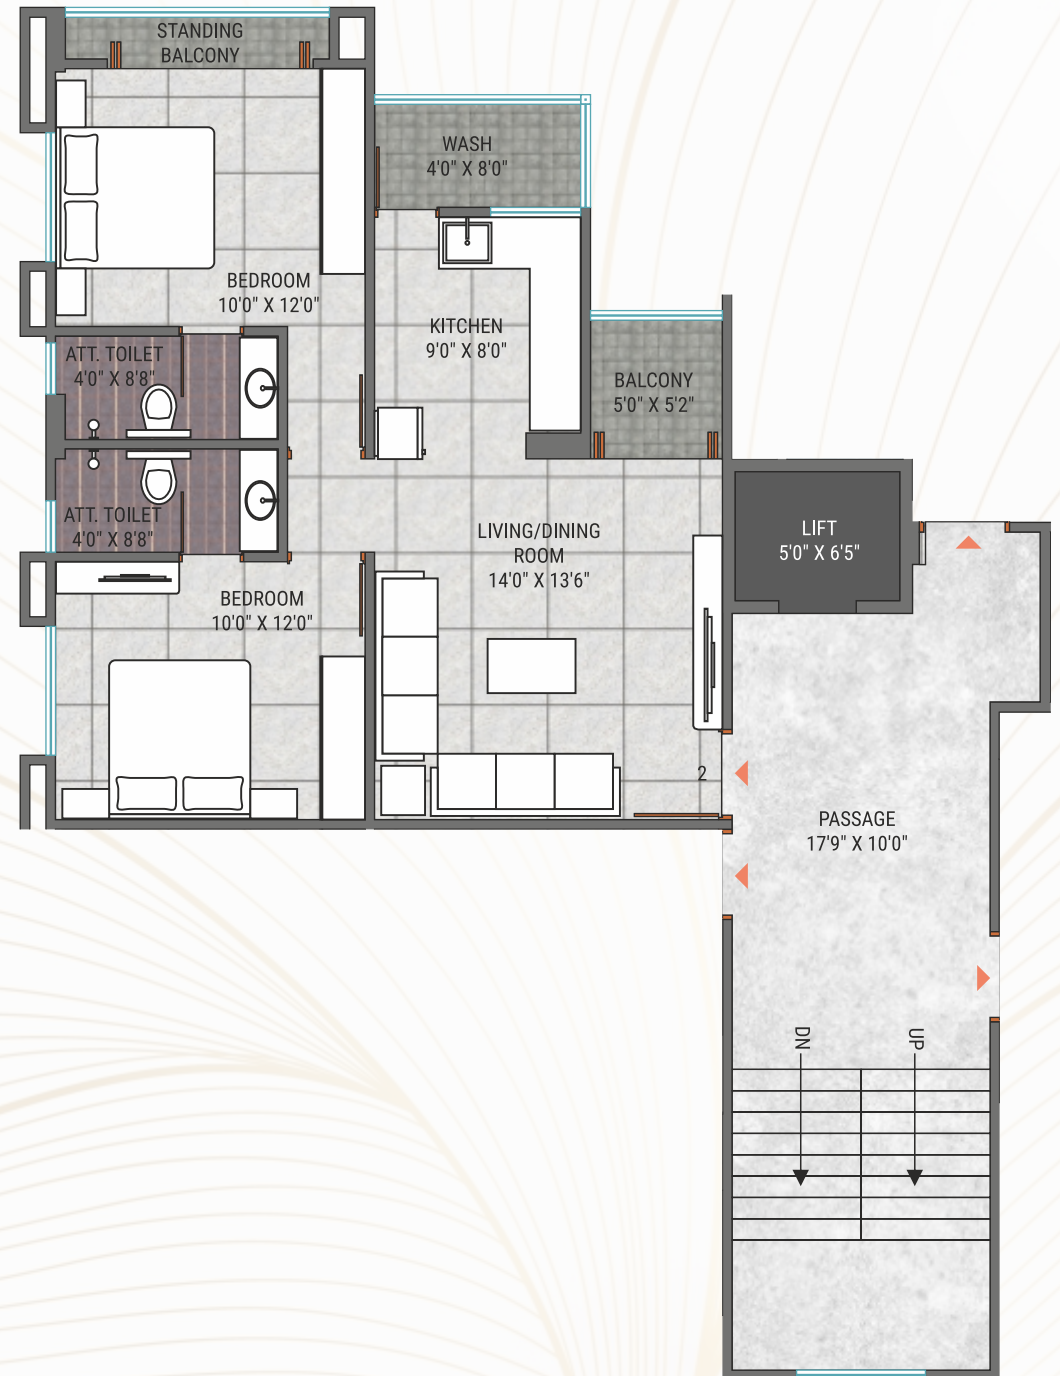 STANDING
BALCONY
WASH
4'0" X 8'0"
BEDROOM
10'0" X 12'0"
KITCHEN
9'0" X 8'0"
ATT. TOILET
4'0" X 8'8"
BALCONY
5'0" X 5'2"
ATT. TOILET
4'0" X 8'8"
LIVING/DINING
ROOM
14'0" X 13'6"
LIFT
5'0" X 6'5"
BEDROOM
10'0" X 12'0"
2
PASSAGE
17'9" X 10'0"
DN
UP